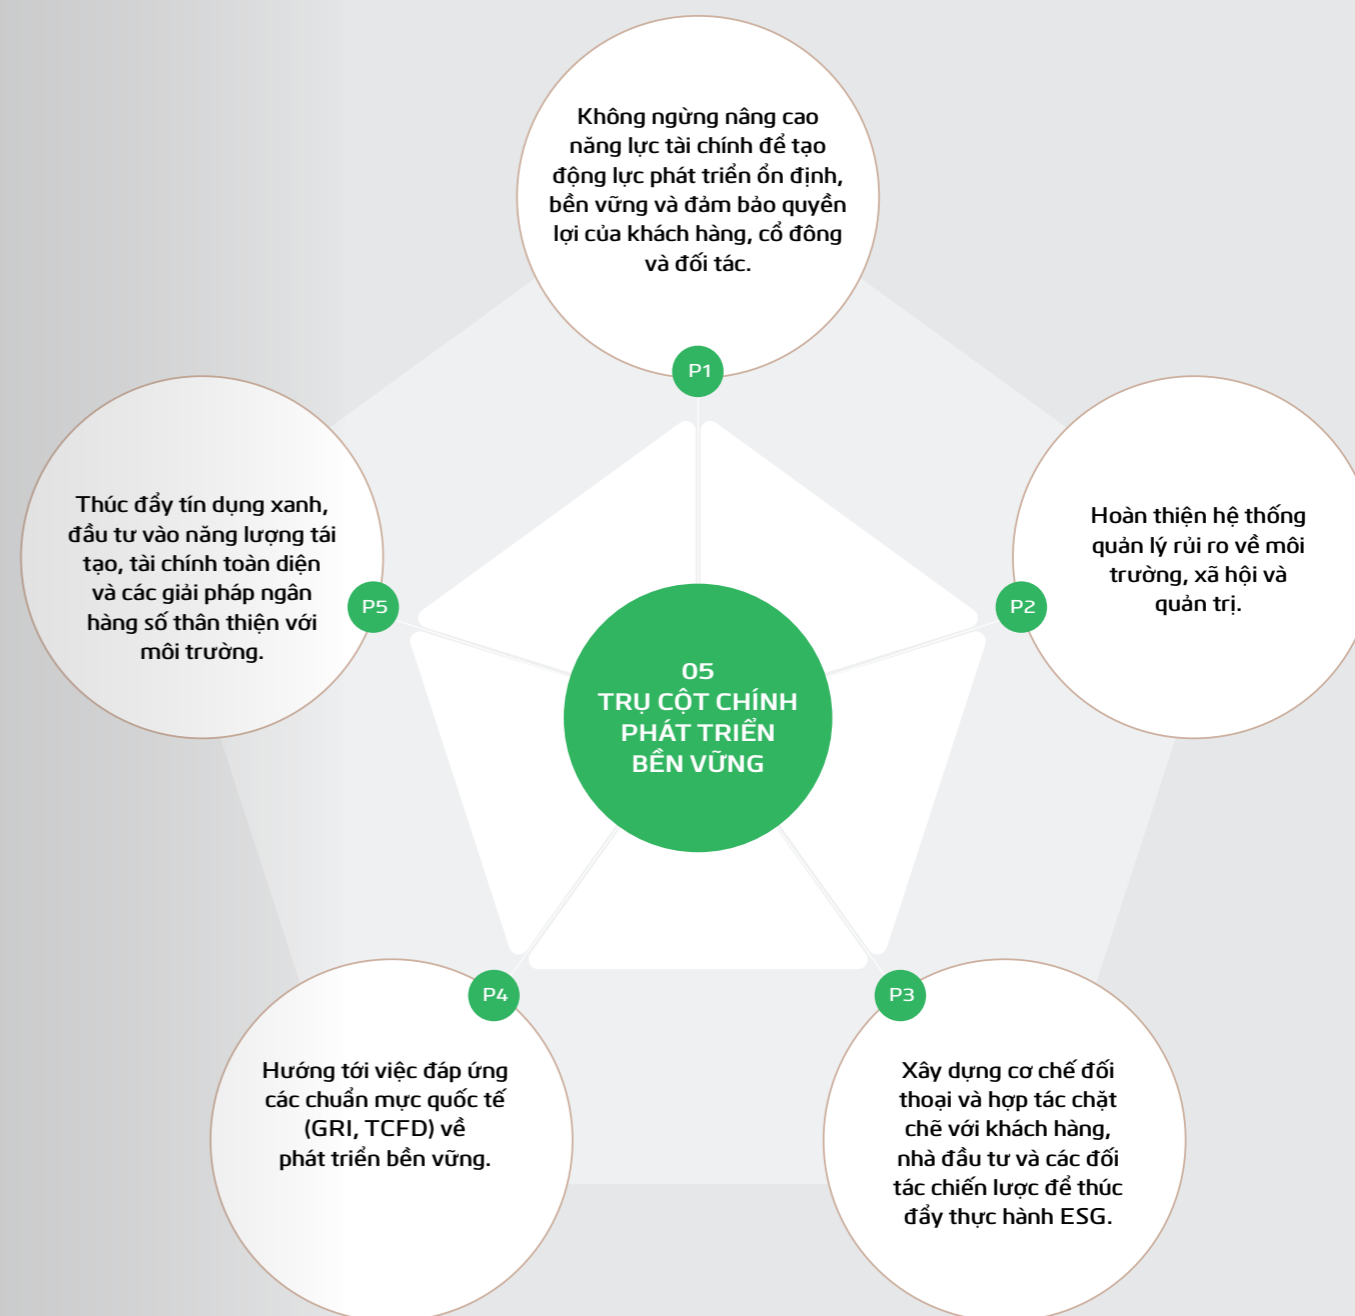 Không ngừng nâng cao
năng lực tài chính để tạo
động lực phát triển ổn định,
bền vững và đảm bảo quyền
lợi của khách hàng, cổ đông
và đối tác.
P1
Hoàn thiện hệ thống
quản lý rủi ro về môi
trường, xã hội và
quản trị.
P2
Xây dựng cơ chế đối
thoại và hợp tác chặt
chẽ với khách hàng,
nhà đầu tư và các đối
tác chiến lược để thúc
đẩy thực hành ESG.
P3
Hướng tới việc đáp ứng
các chuẩn mực quốc tế
(GRI, TCFD) về
phát triển bền vững.
P4
Thúc đẩy tín dụng xanh,
đầu tư vào năng lượng tái
tạo, tài chính toàn diện
và các giải pháp ngân
hàng số thân thiện với
môi trường.
P5
05
TRỤ CỘT CHÍNH
PHÁT TRIỂN
BỀN VỮNG